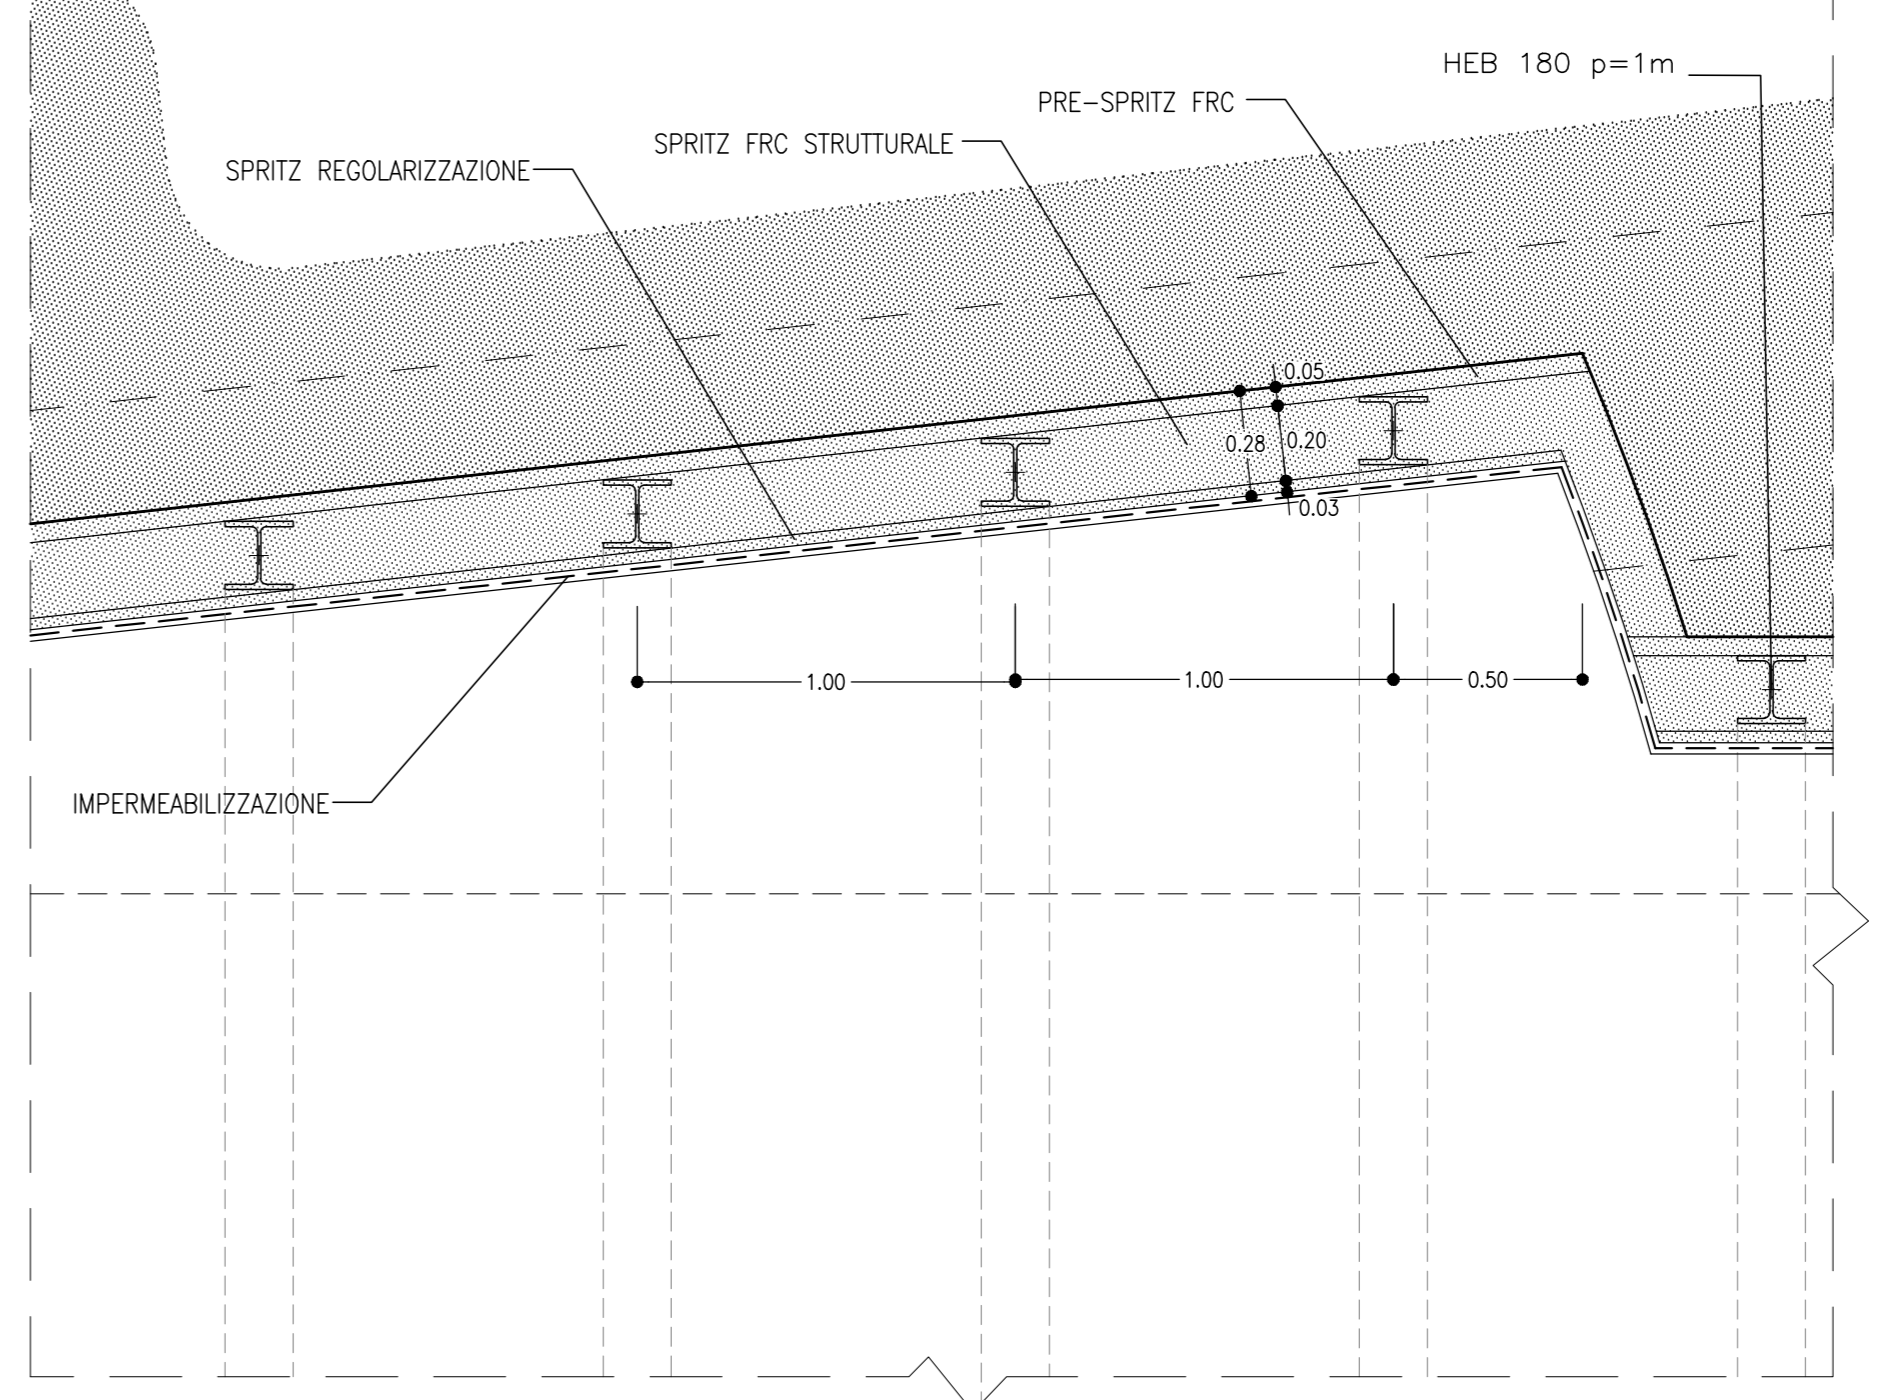 HEB 180 p=1m
PRE-SPRITZ FRC
SPRITZ FRC STRUTTURALE
SPRITZ REGOLARIZZAZIONE
0.05
0.28
0.20
0.03
1.00
1.00
0.50
IMPERMEABILIZZAZIONE